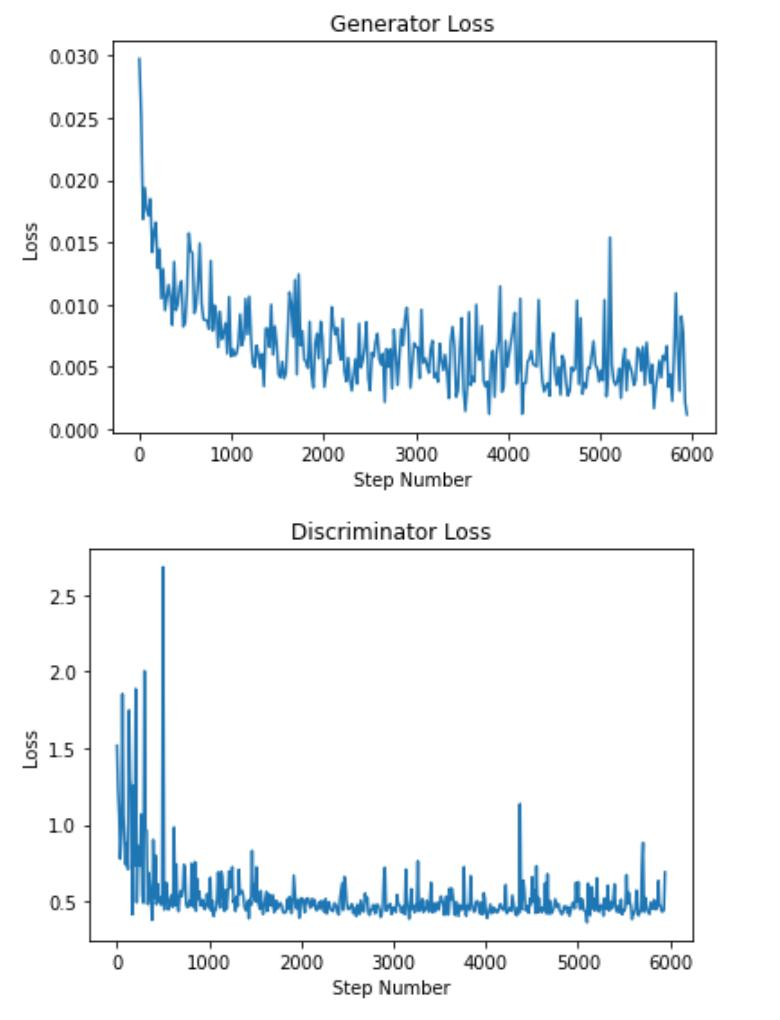 Generator Loss
0.030
0.025
0.020
0.015
0.010
0.005
0.000
Loss
0 1000 2000 3000 4000 5000 6000
Step Number
Discriminator Loss
2.5
2.0
1.5
1.0
0.5
Loss
0 1000 2000 3000 4000 5000 6000
Step Number